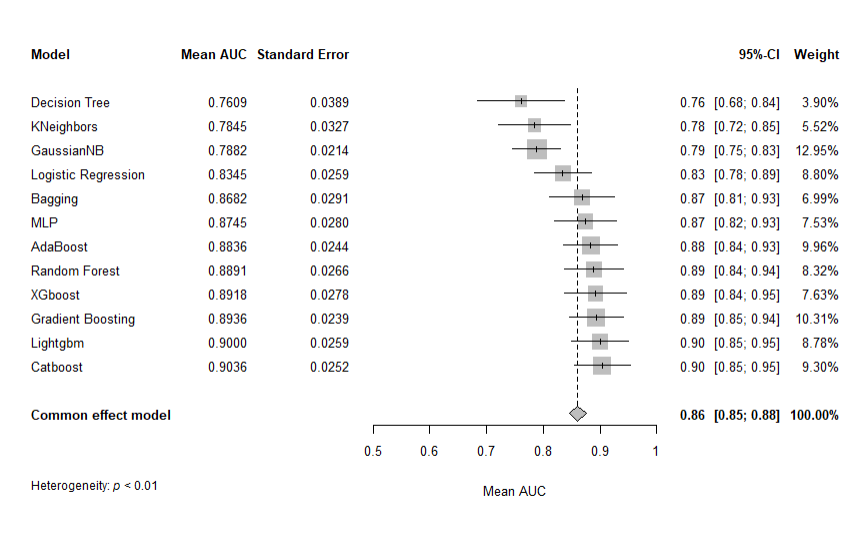 Model Mean AUC Standard Error 95%-CI Weight
Decision Tree 0.7609 0.0389 0.76 [0.68; 0.84] 3.90%
KNeighbors 0.7845 0.0327 0.78 [0.72; 0.85] 5.52%
GaussianNB 0.7882 0.0214 0.79 [0.75; 0.83] 12.95%
Logistic Regression 0.8345 0.0259 0.83 [0.78; 0.89] 8.80%
Bagging 0.8682 0.0291 0.87 [0.81; 0.93] 6.99%
MLP 0.8745 0.0280 0.87 [0.82; 0.93] 7.53%
AdaBoost 0.8836 0.0244 0.88 [0.84; 0.93] 9.96%
Random Forest 0.8891 0.0266 0.89 [0.84; 0.94] 8.32%
XGboost 0.8918 0.0278 0.89 [0.84; 0.95] 7.63%
Gradient Boosting 0.8936 0.0239 0.89 [0.85; 0.94] 10.31%
Lightgbm 0.9000 0.0259 0.90 [0.85; 0.95] 8.78%
Catboost 0.9036 0.0252 0.90 [0.85; 0.95] 9.30%
Common effect model 0.86 [0.85; 0.88] 100.00%
0.5 0.6 0.7 0.8 0.9 1
Heterogeneity: p < 0.01
Mean AUC